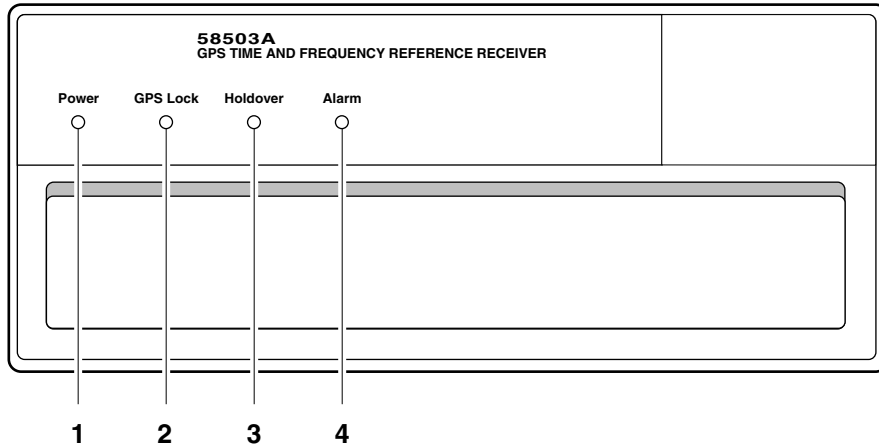 58503A
GPS TIME AND FREQUENCY REFERENCE RECEIVER
Power GPS Lock Holdover Alarm
1 2 3 4